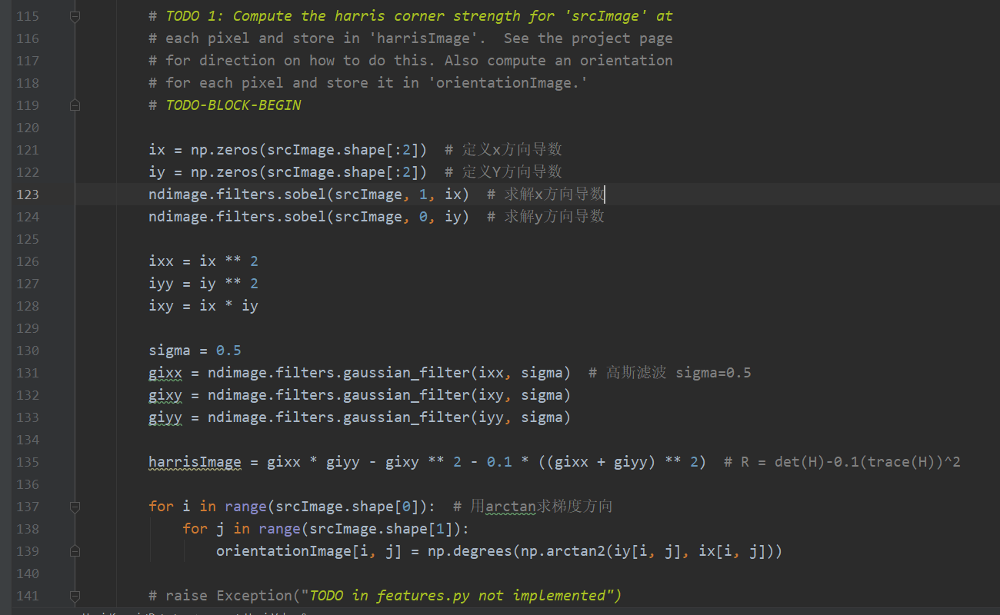 115 # TODO 1: Compute the harris corner strength for 'srcImage' at
116 # each pixel and store in 'harrisImage'.  See the project page
117 # for direction on how to do this. Also compute an orientation
118 # for each pixel and store it in 'orientationImage.'
119 # TODO-BLOCK-BEGIN
120
121 ix = np.zeros(srcImage.shape[:2])  # 定义x方向导数
122 iy = np.zeros(srcImage.shape[:2])  # 定义Y方向导数
123 ndimage.filters.sobel(srcImage, 1, ix)  # 求解x方向导数
124 ndimage.filters.sobel(srcImage, 0, iy)  # 求解y方向导数
125
126 ixx = ix ** 2
127 iyy = iy ** 2
128 ixy = ix * iy
129
130 sigma = 0.5
131 gixx = ndimage.filters.gaussian_filter(ixx, sigma)  # 高斯滤波 sigma=0.5
132 gixy = ndimage.filters.gaussian_filter(ixy, sigma)
133 giyy = ndimage.filters.gaussian_filter(iyy, sigma)
134
135 harrisImage = gixx * giyy - gixy ** 2 - 0.1 * ((gixx + giyy) ** 2)  # R = det(H)-0.1(trace(H))^2
136
137 for i in range(srcImage.shape[0]):  # 用arctan求梯度方向
138 for j in range(srcImage.shape[1]):
139 orientationImage[i, j] = np.degrees(np.arctan2(iy[i, j], ix[i, j]))
140
141 # raise Exception("TODO in features.py not implemented")